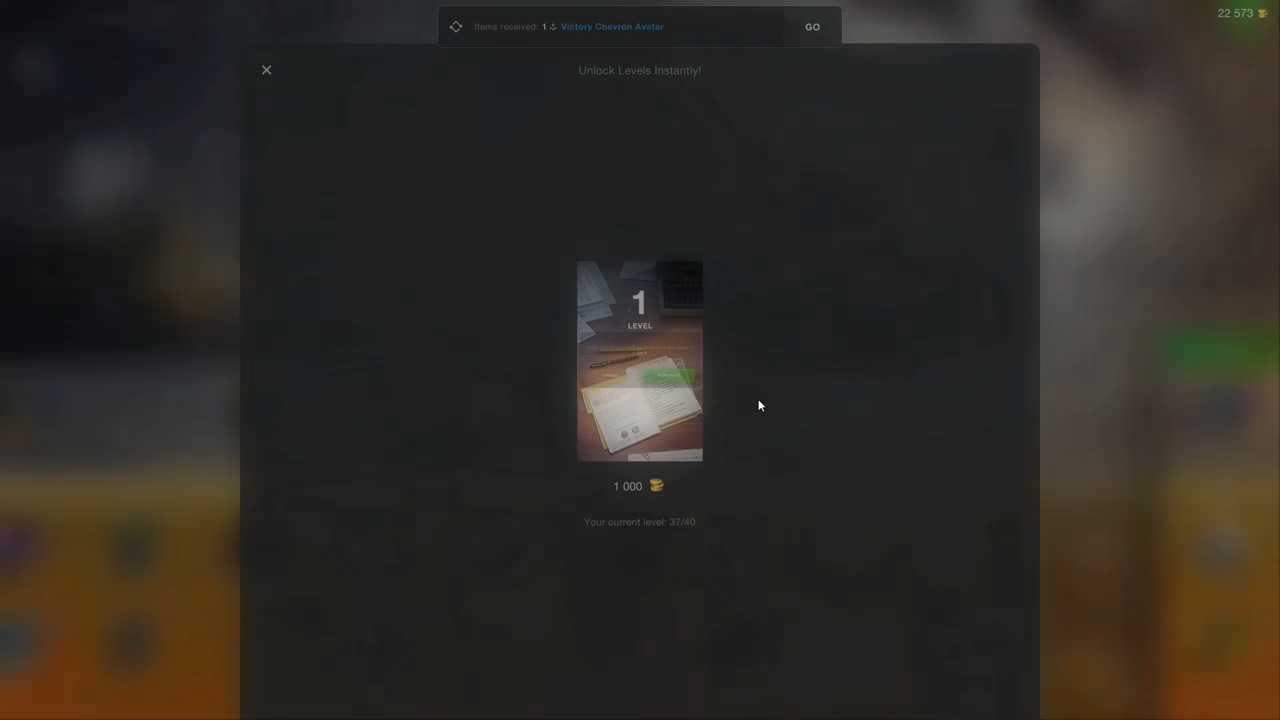 22 573
Items received: 1 Victory Chevron Avatar
GO
Unlock Levels Instantly!
1
LEVEL
1 000
Your current level: 37/40